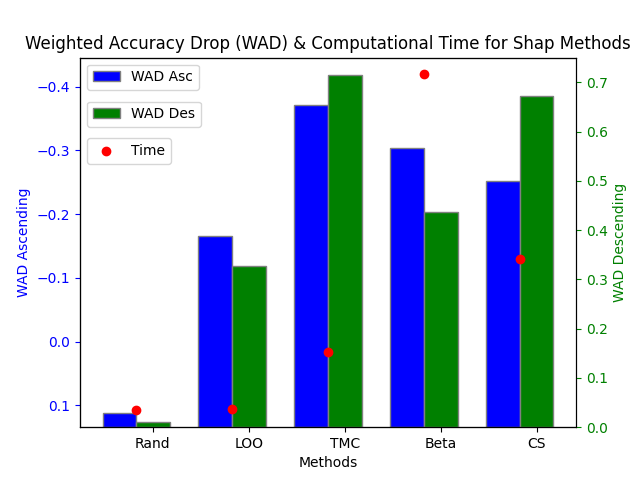 Weighted Accuracy Drop (WAD) & Computational Time for Shap Methods
WAD Asc
WAD Des
Time
WAD Ascending
−0.4
−0.3
−0.2
−0.1
0.0
0.1
0.7
0.6
0.5
0.4
0.3
0.2
0.1
0.0
WAD Descending
Rand LOO TMC Beta CS
Methods